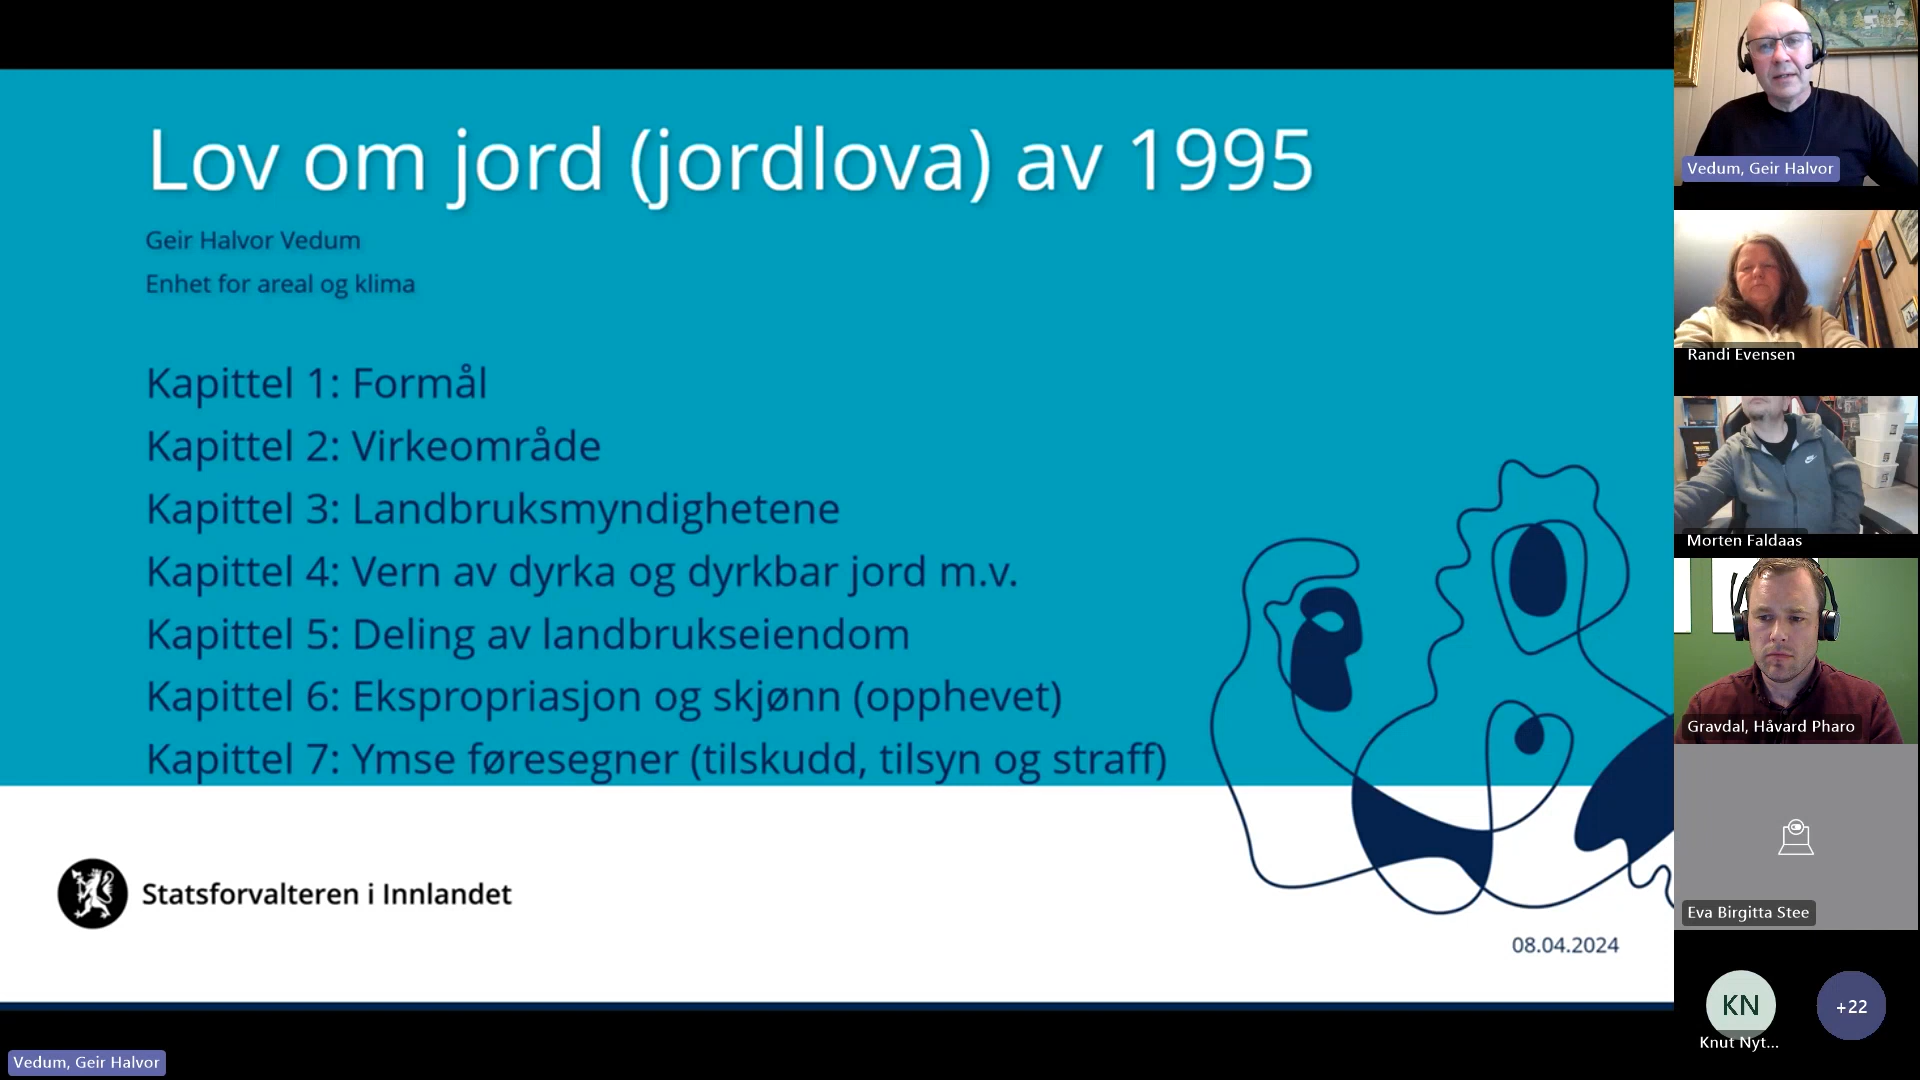 Lov om jord (jordlova) av 1995
Geir Halvor Vedum
Enhet for areal og klima
Kapittel 1: Formål
Kapittel 2: Virkeområde
Kapittel 3: Landbruksmyndighetene
Kapittel 4: Vern av dyrka og dyrkbar jord m.v.
Kapittel 5: Deling av landbrukseiendom
Kapittel 6: Ekspropriasjon og skjønn (opphevet)
Kapittel 7: Ymse føresegner (tilskudd, tilsyn og straff)
Statsforvalteren i Innlandet
08.04.2024
Vedum, Geir Halvor
Vedum, Geir Halvor
Randi Evensen
Morten Faldaas
Gravdal, Håvard Pharo
Eva Birgitta Stee
KN
+22
Knut Nyt...